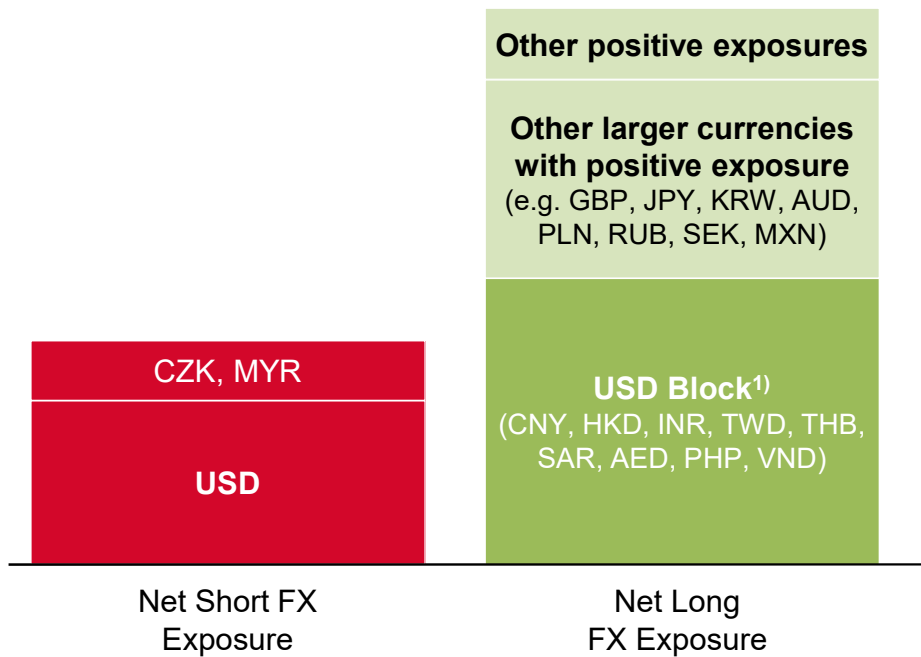 Other positive exposures
Other larger currencies
with positive exposure
(e.g. GBP, JPY, KRW, AUD,
PLN, RUB, SEK, MXN)
CZK, MYR
USD
USD Block¹⁾
(CNY, HKD, INR, TWD, THB,
SAR, AED, PHP, VND)
Net Short FX
Exposure
Net Long
FX Exposure